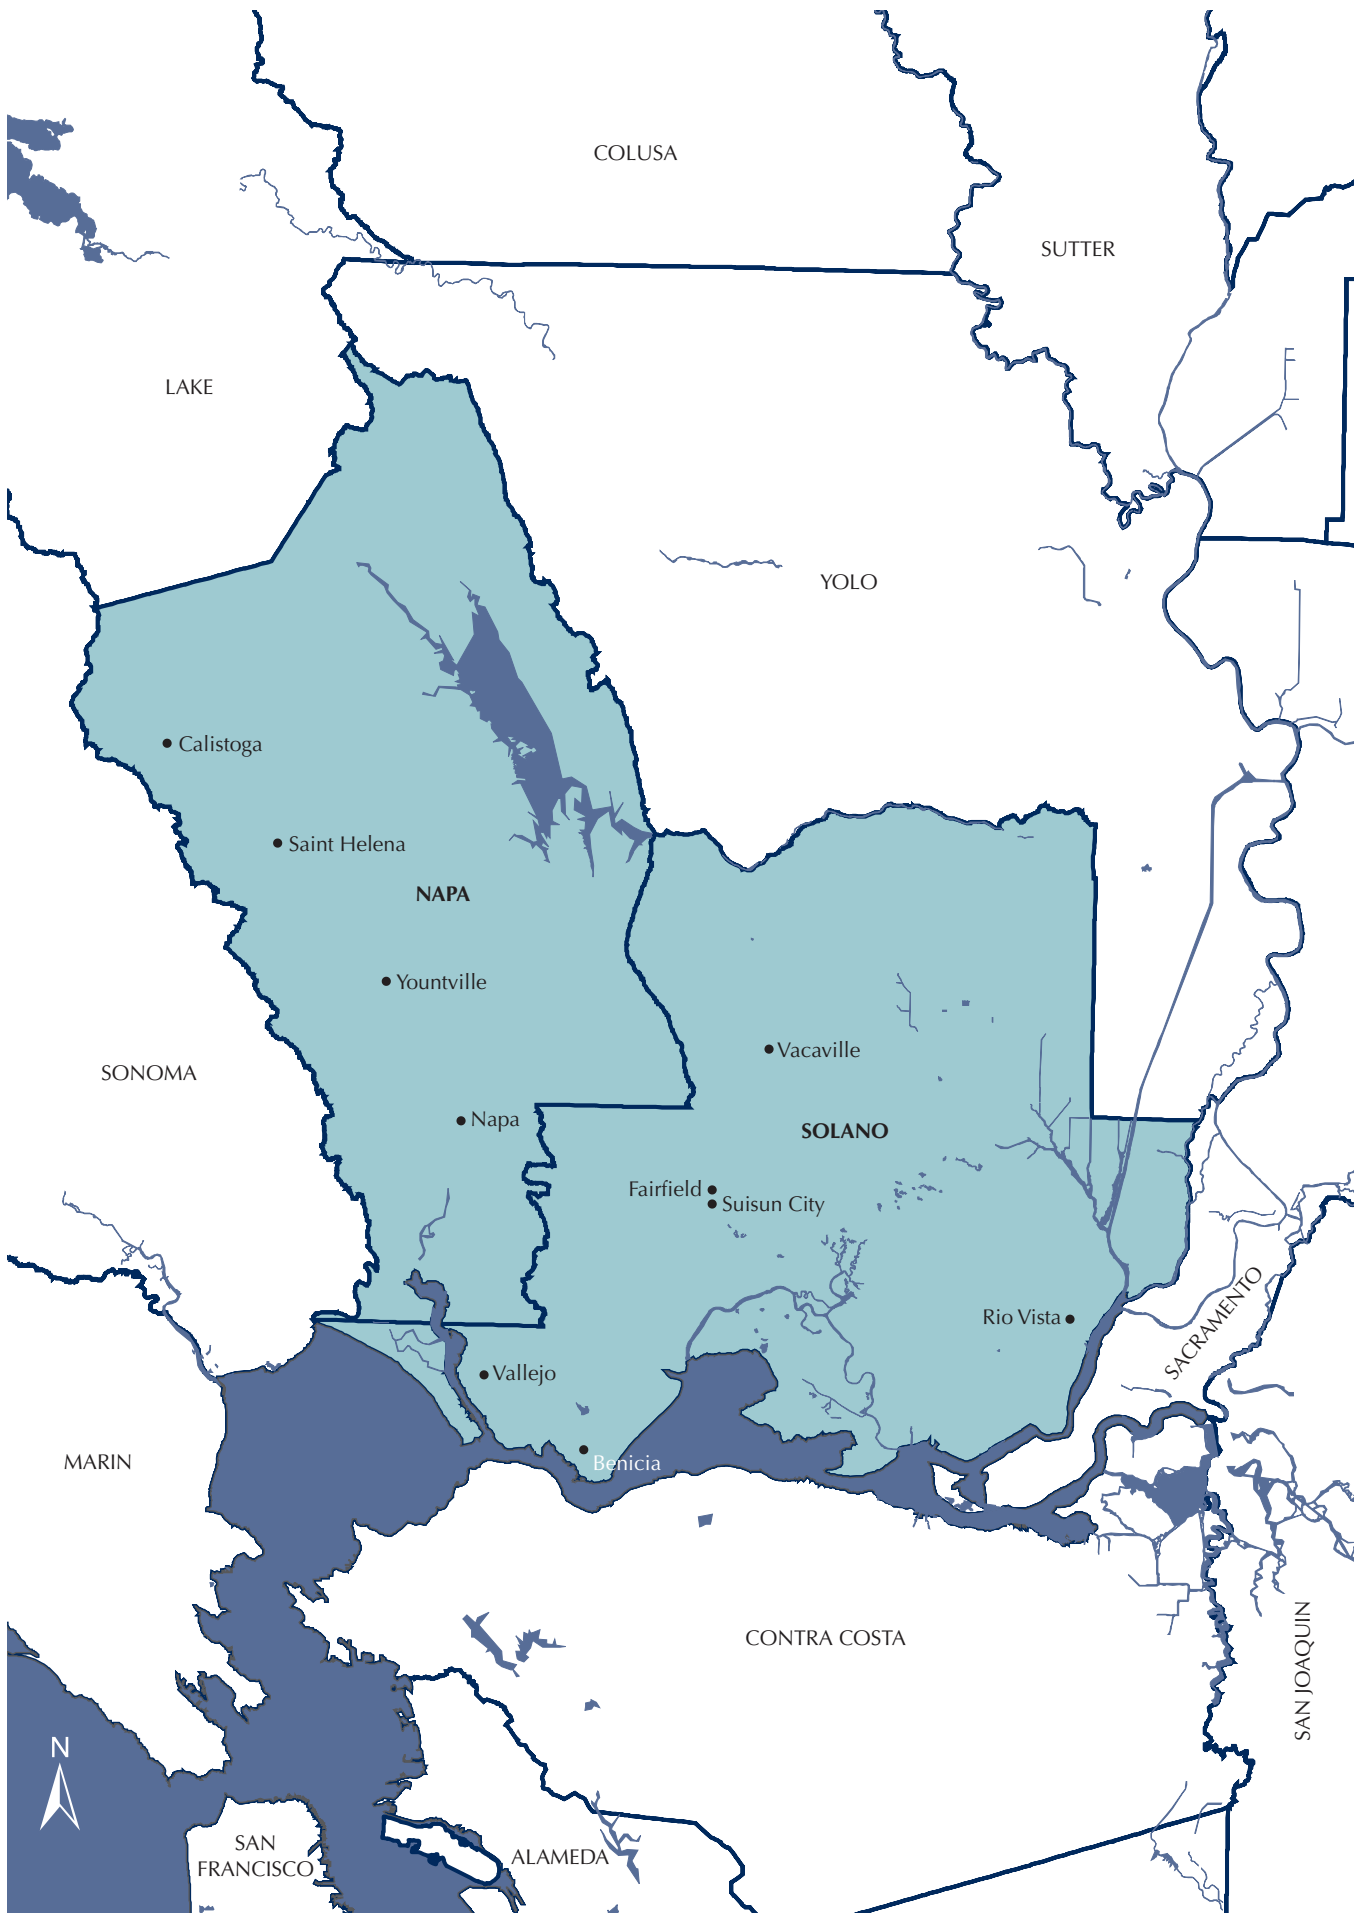 COLUSA
SUTTER
LAKE
YOLO
Calistoga
Saint Helena
NAPA
Yountville
Vacaville
SONOMA
Napa
SOLANO
Fairfield
Suisun City
Rio Vista
SACRAMENTO
Vallejo
MARIN
Benicia
CONTRA COSTA
SAN JOAQUIN
N
SAN
FRANCISCO
ALAMEDA